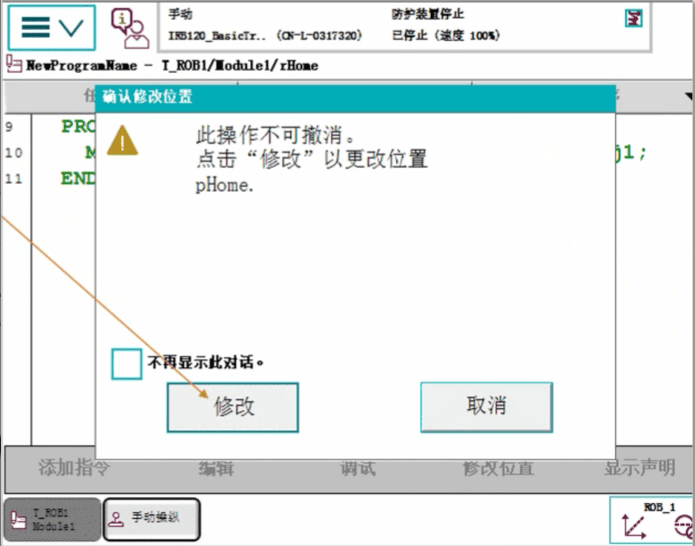 手动
防护装置停止
IRB120_BasicTr.. (CN-L-0317320)
已停止 (速度 100%)
NewProgramName - T_ROB1/Module1/rHome
确认修改位置
9 PRO
10 M
11 END
此操作不可撤消。
点击“修改”以更改位置
pHome.
1;
不再显示此对话。
修改
取消
添加指令
编辑
调试
修改位置
显示声明
T_ROB1
Module1
手动操纵
ROB_1